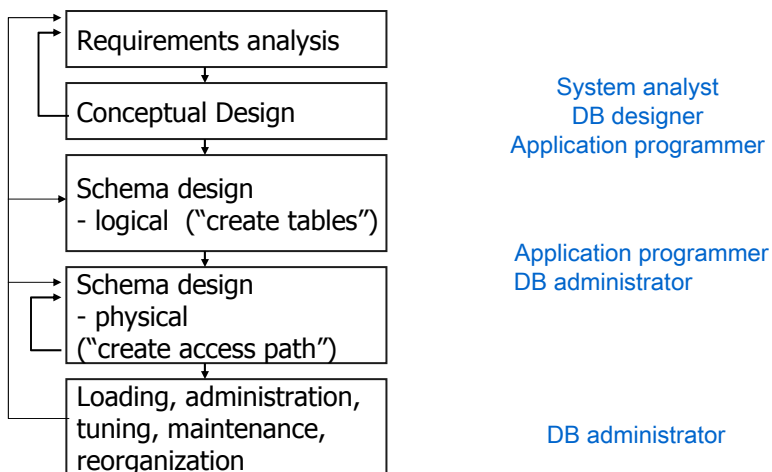 Requirements analysis
System analyst
Conceptual Design
DB designer
Application programmer
Schema design
- logical (“create tables”)
Application programmer
DB administrator
Schema design
- physical
(“create access path”)
Loading, administration,
tuning, maintenance,
reorganization
DB administrator